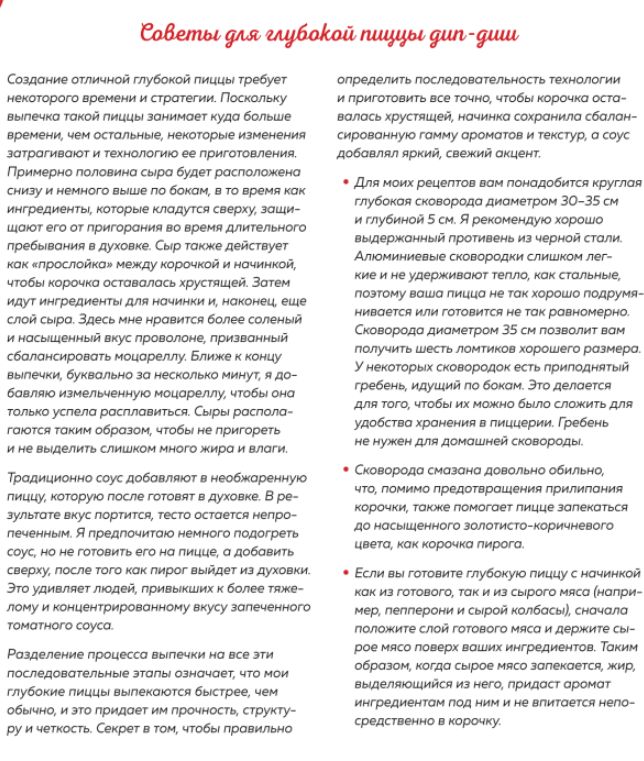 Советы для глубокой пиццы дип-диш
Создание отличной глубокой пиццы требует
некоторого времени и стратегии. Поскольку
выпечка такой пиццы занимает куда больше
времени, чем остальные, некоторые изменения
затрагивают и технологию ее приготовления.
Примерно половина сыра будет расположена
снизу и немного выше по бокам, в то время как
ингредиенты, которые кладутся сверху, защи-
щают его от пригорания во время длительного
пребывания в духовке. Сыр также действует
как «прослойка» между корочкой и начинкой,
чтобы корочка оставалась хрустящей. Затем
идут ингредиенты для начинки и, наконец, еще
слой сыра. Здесь мне нравится более соленый
и насыщенный вкус проволоне, призванный
сбалансировать моцареллу. Ближе к концу
выпечки, буквально за несколько минут, я до-
бавляю измельченную моцареллу, чтобы она
только успела расплавиться. Сыры распола-
гаются таким образом, чтобы не пригореть
и не выделить слишком много жира и влаги.
Традиционно соус добавляют в необжаренную
пиццу, которую после готовят в духовке. В ре-
зультате вкус портится, тесто остается непро-
печенным. Я предпочитаю немного подогреть
соус, но не готовить его на пицце, а добавить
сверху, после того как пирог выйдет из духовки.
Это удивляет людей, привыкших к более тяже-
лому и концентрированному вкусу запеченного
томатного соуса.
Разделение процесса выпечки на все эти
последовательные этапы означает, что мои
глубокие пиццы выпекаются быстрее, чем
обычно, и это придает им прочность, структу-
ру и четкость. Секрет в том, чтобы правильно
определить последовательность технологии
и приготовить все точно, чтобы корочка оста-
валась хрустящей, начинка сохранила сбалан-
сированную гамму ароматов и текстур, а соус
добавлял яркий, свежий акцент.
• Для моих рецептов вам понадобится круглая
глубокая сковорода диаметром 30–35 см
и глубиной 5 см. Я рекомендую хорошо
выдержанный противень из черной стали.
Алюминиевые сковородки слишком лег-
кие и не удерживают тепло, как стальные,
поэтому ваша пицца не так хорошо подрумя-
нивается или готовится не так равномерно.
Сковорода диаметром 35 см позволит вам
получить шесть ломтиков хорошего размера.
У некоторых сковородок есть приподнятый
гребень, идущий по бокам. Это делается
для того, чтобы их можно было сложить для
удобства хранения в пиццерии. Гребень
не нужен для домашней сковороды.
• Сковорода смазана довольно обильно,
что, помимо предотвращения прилипания
корочки, также помогает пицце запекаться
до насыщенного золотисто-коричневого
цвета, как корочка пирога.
• Если вы готовите глубокую пиццу с начинкой
как из готового, так и из сырого мяса (напри-
мер, пепперони и сырой колбасы), сначала
положите слой готового мяса и держите сы-
рое мясо поверх ваших ингредиентов. Таким
образом, когда сырое мясо запекается, жир,
выделяющийся из него, придаст аромат
ингредиентам под ним и не впитается непо-
средственно в корочку.